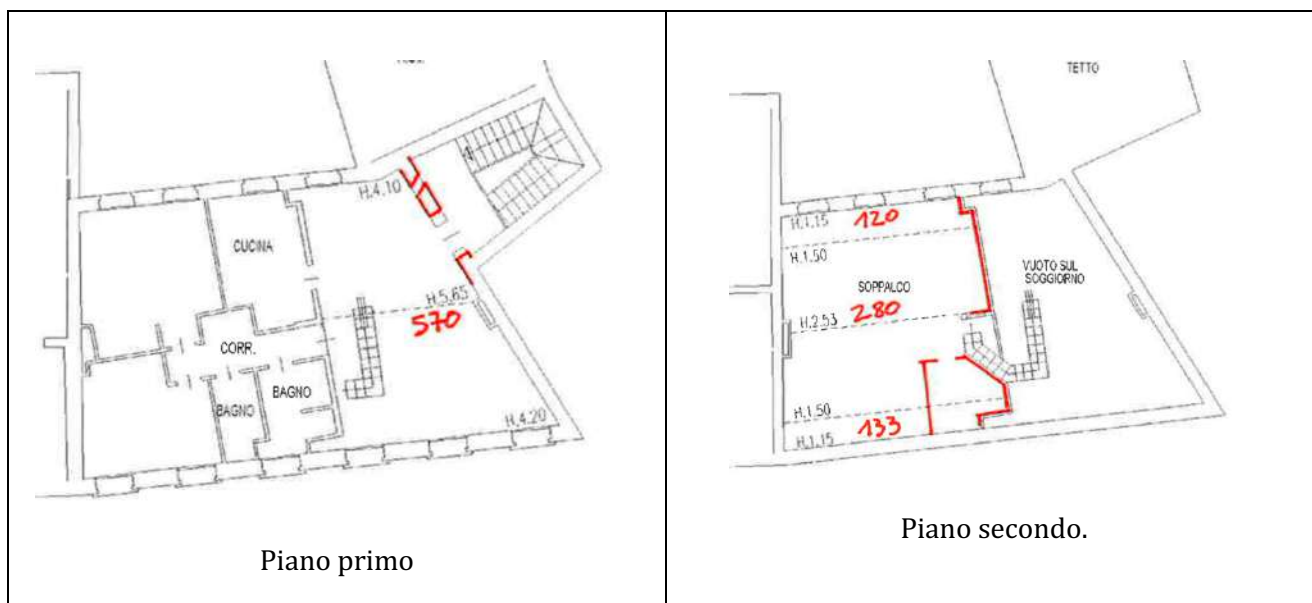 H.4.10
CUCINA
H.5.65
570
CORR.
BAGNO
BAGNO
H.4.20
Piano primo
TETTO
H.1.15
120
H.1.50
VUOTO SUL
SOGGIORNO
SOPPALCO
280
H.2.53
H.1.50
133
H.1.15
Piano secondo.